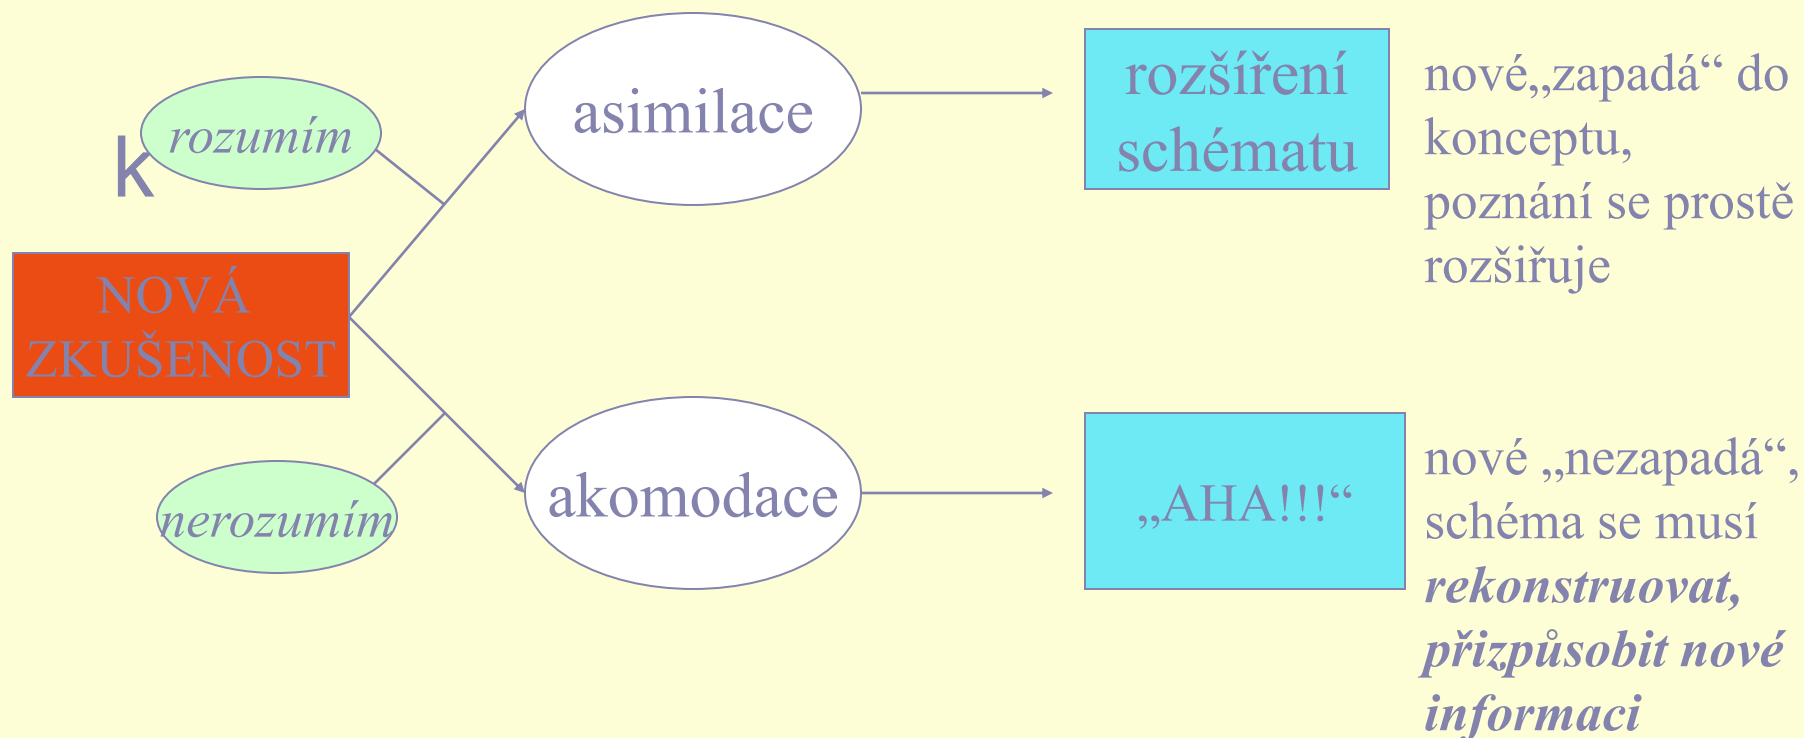 k
rozumím
asimilace
rozšíření
schématu
nové„zapadá“ do
konceptu,
poznání se prostě
rozšiřuje
NOVÁ
ZKUŠENOST
nerozumím
akomodace
„AHA!!!“
nové „nezapadá“,
schéma se musí
rekonstruovat,
přizpůsobit nové
informaci